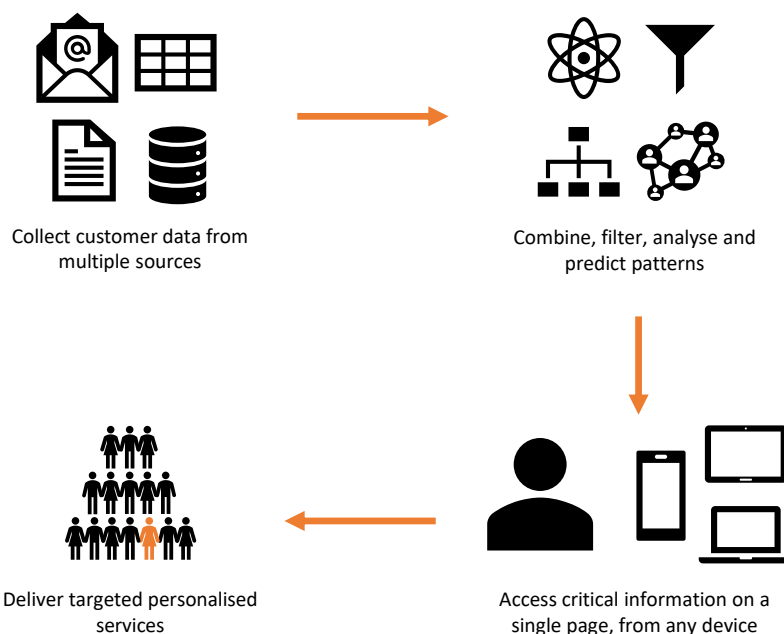 @
Collect customer data from
multiple sources
Combine, filter, analyse and
predict patterns
Deliver targeted personalised
services
Access critical information on a
single page, from any device